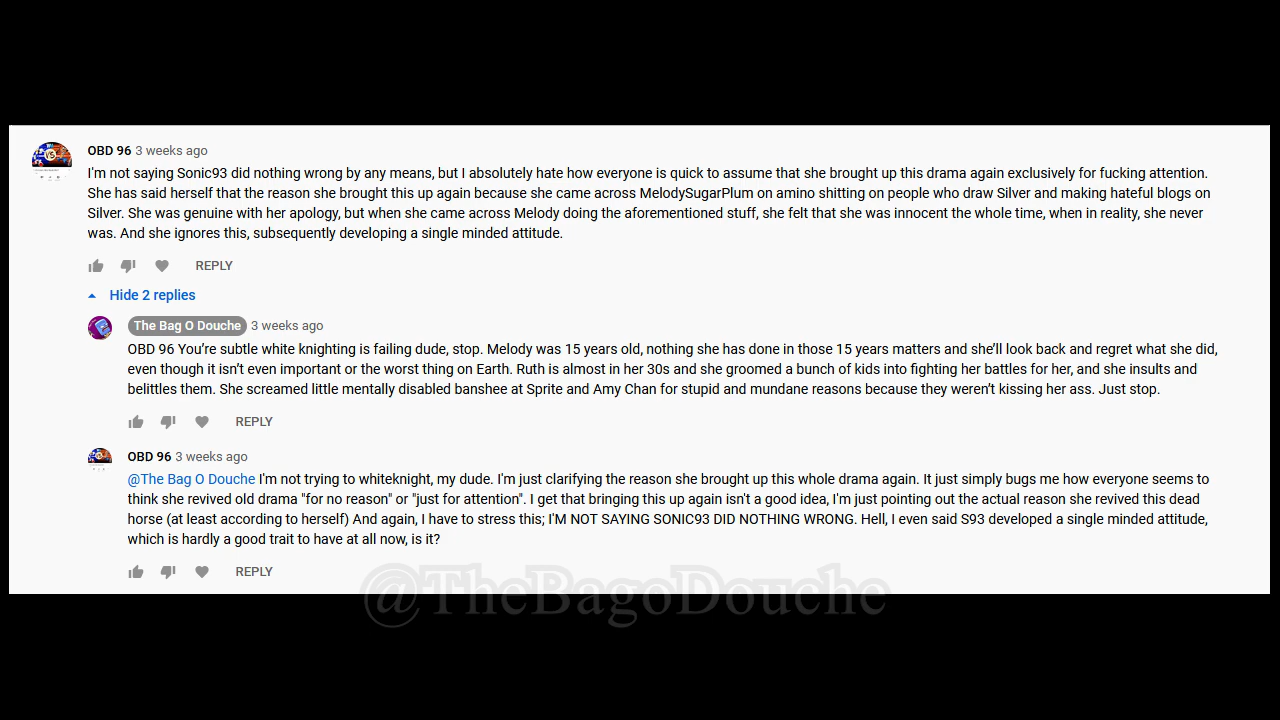 OBD 96 3 weeks ago
I'm not saying Sonic93 did nothing wrong by any means, but I absolutely hate how everyone is quick to assume that she brought up this drama again exclusively for fucking attention.
She has said herself that the reason she brought this up again because she came across MelodySugarPlum on amino shitting on people who draw Silver and making hateful blogs on
Silver. She was genuine with her apology, but when she came across Melody doing the aforementioned stuff, she felt that she was innocent the whole time, when in reality, she never
was. And she ignores this, subsequently developing a single minded attitude.
REPLY
Hide 2 replies
The Bag O Douche 3 weeks ago
OBD 96 You’re subtle white knighting is failing dude, stop. Melody was 15 years old, nothing she has done in those 15 years matters and she’ll look back and regret what she did,
even though it isn’t even important or the worst thing on Earth. Ruth is almost in her 30s and she groomed a bunch of kids into fighting her battles for her, and she insults and
belittles them. She screamed little mentally disabled banshee at Sprite and Amy Chan for stupid and mundane reasons because they weren’t kissing her ass. Just stop.
REPLY
OBD 96 3 weeks ago
@The Bag O Douche I'm not trying to whiteknight, my dude. I'm just clarifying the reason she brought up this whole drama again. It just simply bugs me how everyone seems to
think she revived old drama "for no reason" or "just for attention". I get that bringing this up again isn't a good idea, I'm just pointing out the actual reason she revived this dead
horse (at least according to herself) And again, I have to stress this; I'M NOT SAYING SONIC93 DID NOTHING WRONG. Hell, I even said S93 developed a single minded attitude,
which is hardly a good trait to have at all now, is it?
REPLY
@TheBagoDouche